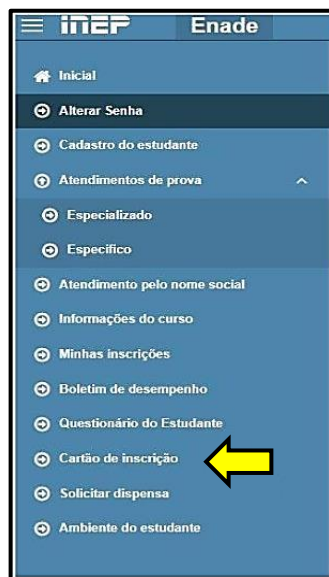 inep Enade
Inicial
Alterar Senha
Cadastro do estudante
Atendimentos de prova
Especializado
Específico
Atendimento pelo nome social
Informações do curso
Minhas inscrições
Boletim de desempenho
Questionário do Estudante
Cartão de inscrição
Solicitar dispensa
Ambiente do estudante